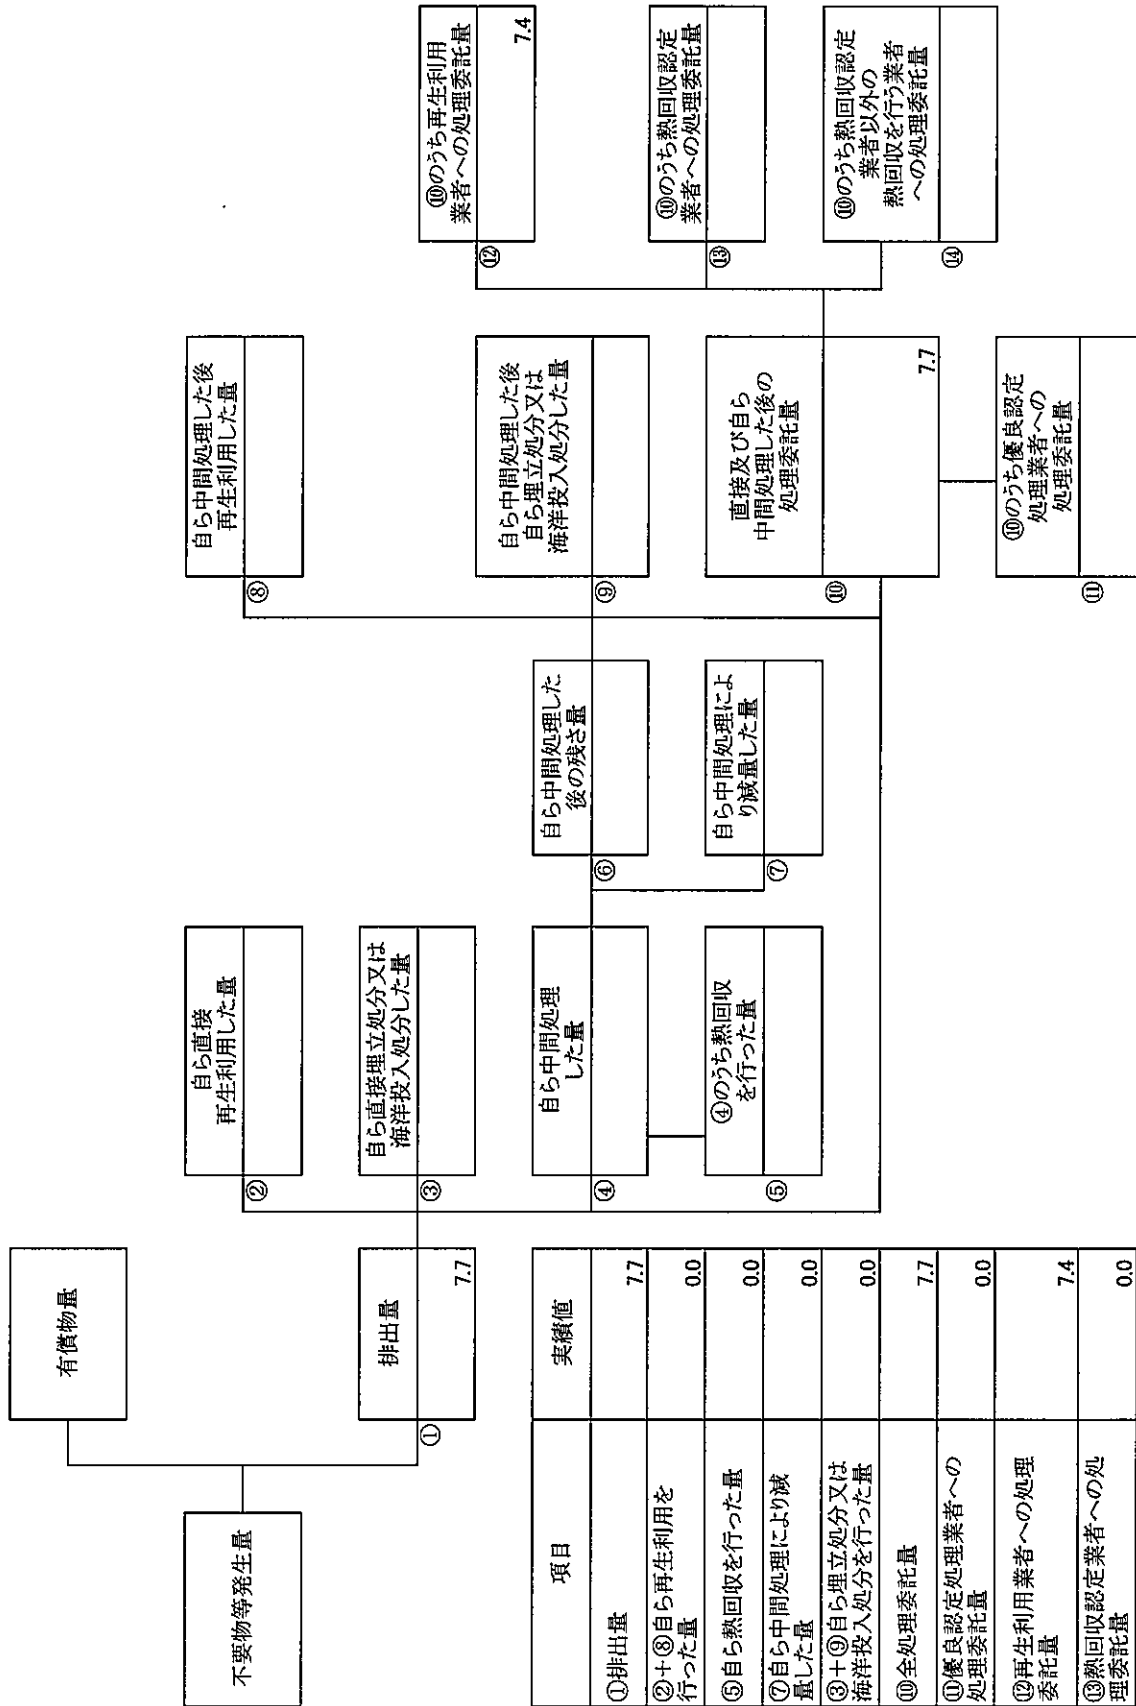 不要物等発生量
有償物量
①
排出量
7.7
②
自ら直接
再生利用した量
③
自ら直接埋立処分又は
海洋投入処分した量
④
自ら中間処理
した量
⑤
④のうち熱回収
を行った量
⑥
自ら中間処理した
後の残さ量
⑦
自ら中間処理によ
り減量した量
⑧
自ら中間処理した後
再生利用した量
⑨
自ら中間処理した後
自ら埋立処分又は
海洋投入処分した量
⑩
直接及び自ら
中間処理した後の
処理委託量
7.7
⑪
⑩のうち優良認定
処理業者への
処理委託量
⑫
⑩のうち再生利用
業者への処理委託量
7.4
⑬
⑩のうち熱回収認定
業者への処理委託量
⑭
⑩のうち熱回収認定
業者以外の
熱回収を行う業者
への処理委託量
項目
実績値
①排出量
7.7
②+⑧自ら再生利用を
行った量
0.0
⑤自ら熱回収を行った量
0.0
⑦自ら中間処理により減
量した量
0.0
③+⑨自ら埋立処分又は
海洋投入処分を行った量
0.0
⑩全処理委託量
7.7
⑪優良認定処理業者への
処理委託量
0.0
⑫再生利用業者への処理
委託量
7.4
⑬熱回収認定業者への処
理委託量
0.0